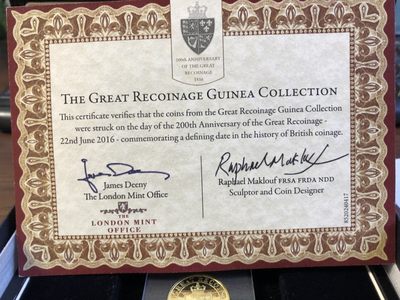 200TH ANNIVERSARY
OF THE GREAT
RECOINAGE
1816
THE GREAT RECOINAGE GUINEA COLLECTION
This certificate verifies that the coins from the Great Recoinage Guinea Collection
were struck on the day of the 200th Anniversary of the Great Recoinage -
22nd June 2016 - commemorating a defining date in the history of British coinage.
James Deeny
The London Mint Office
THE
LONDON MINT
OFFICE
Raphael Maklouf
Raphael Maklouf FRSA FRDA NDD
Sculptor and Coin Designer
8520240417